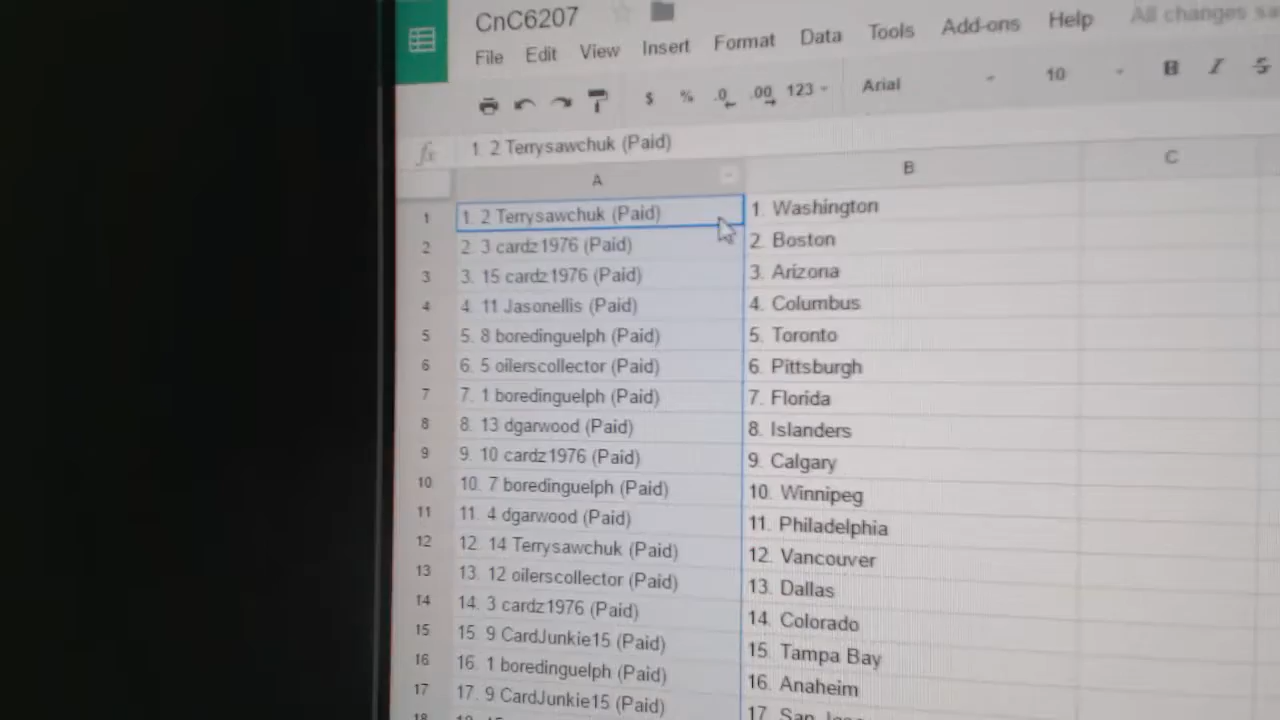 CnC6207
File Edit View Insert Format Data Tools Add-ons Help All changes
$ % .0 .00 123 Arial 10 B I S
fx 1. 2 Terrysawchuk (Paid)
A B C
1 1. 2 Terrysawchuk (Paid) 1. Washington
2 2. 3 cardz1976 (Paid) 2. Boston
3 3. 15 cardz1976 (Paid) 3. Arizona
4 4. 11 Jasonellis (Paid) 4. Columbus
5 5. 8 boredinguelph (Paid) 5. Toronto
6 6. 5 oilerscollector (Paid) 6. Pittsburgh
7 7. 1 boredinguelph (Paid) 7. Florida
8 8. 13 dgarwood (Paid) 8. Islanders
9 9. 10 cardz1976 (Paid) 9. Calgary
10 10. 7 boredinguelph (Paid) 10. Winnipeg
11 11. 4 dgarwood (Paid) 11. Philadelphia
12 12. 14 Terrysawchuk (Paid) 12. Vancouver
13 13. 12 oilerscollector (Paid) 13. Dallas
14 14. 3 cardz1976 (Paid) 14. Colorado
15 15. 9 CardJunkie15 (Paid) 15. Tampa Bay
16 16. 1 boredinguelph (Paid) 16. Anaheim
17 17. 9 CardJunkie15 (Paid) 17. San
18